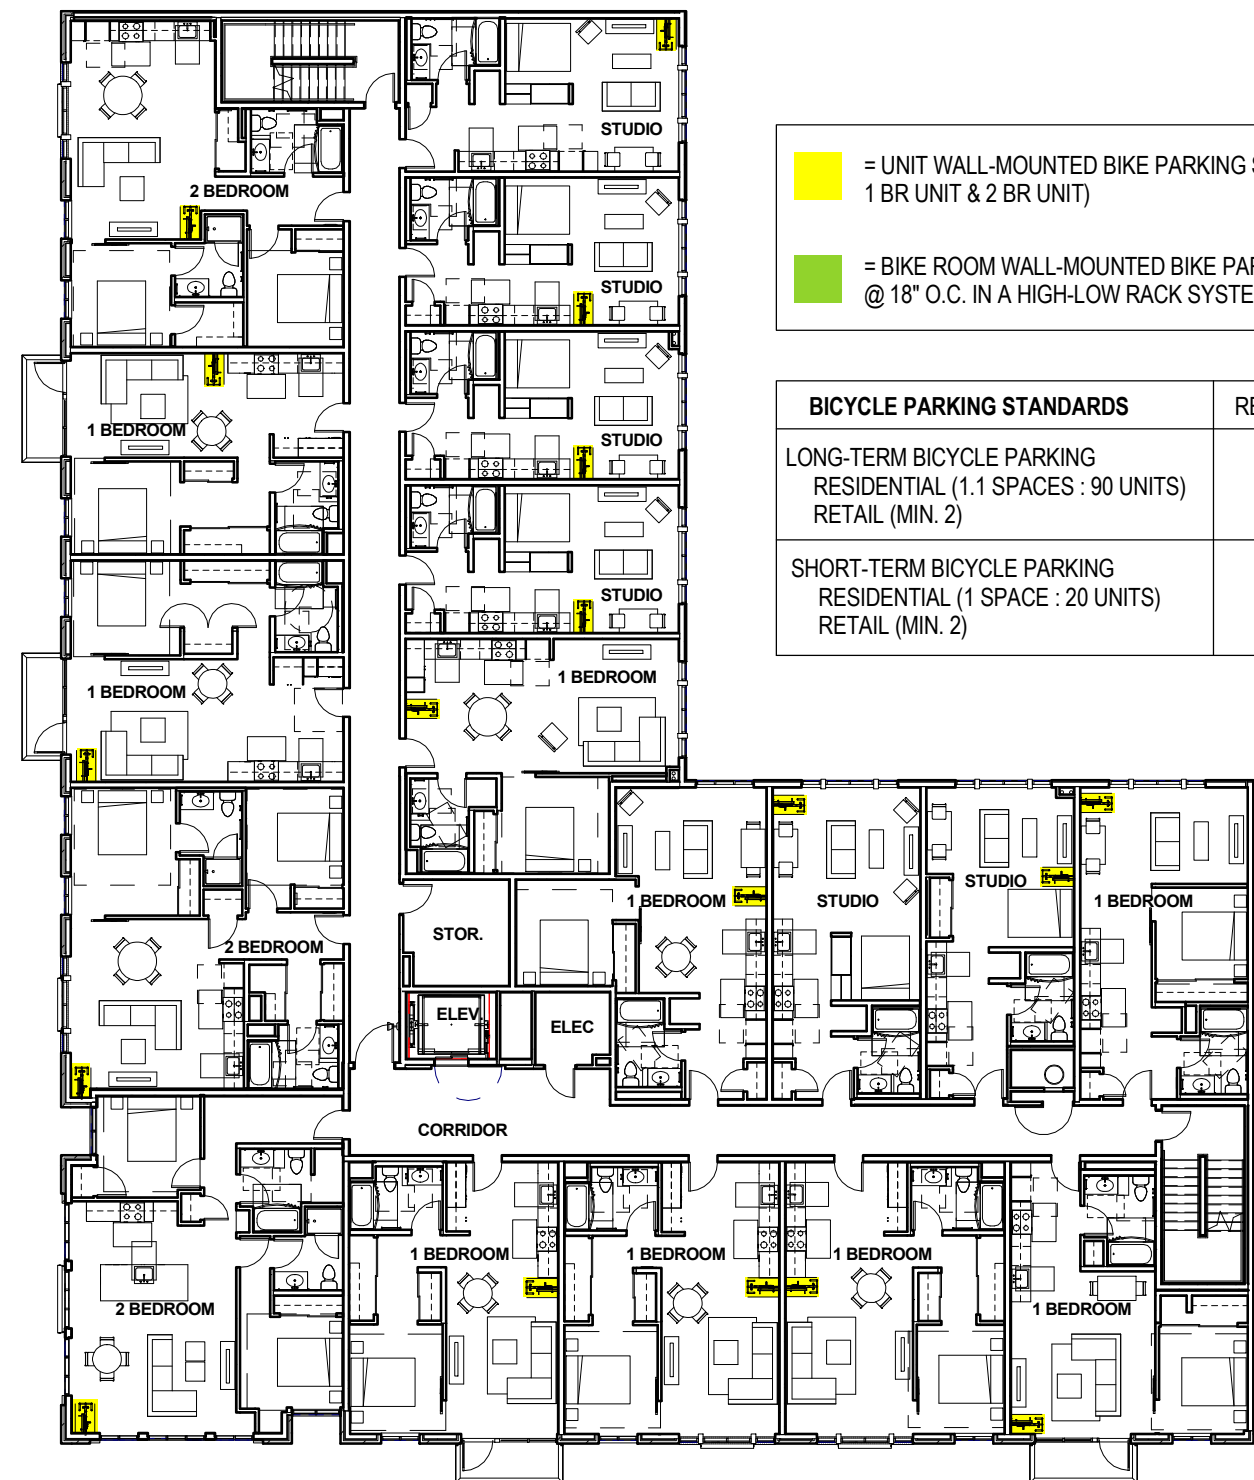 STUDIO
= UNIT WALL-MOUNTED BIKE PARKING
1 BR UNIT & 2 BR UNIT)
2 BEDROOM
= BIKE ROOM WALL-MOUNTED BIKE
@ 18" O.C. IN A HIGH-LOW RACK
STUDIO
BICYCLE PARKING STANDARDS
1 BEDROOM
STUDIO
LONG-TERM BICYCLE PARKING
RESIDENTIAL (1.1 SPACES : 90 UNITS)
RETAIL (MIN. 2)
SHORT-TERM BICYCLE PARKING
RESIDENTIAL (1 SPACE : 20 UNITS)
RETAIL (MIN. 2)
STUDIO
1 BEDROOM
1 BEDROOM
STUDIO
1 BEDROOM
STUDIO
1 BEDROOM
STOR.
2 BEDROOM
ELEV.
ELEC
CORRIDOR
1 BEDROOM
1 BEDROOM
1 BEDROOM
2 BEDROOM
1 BEDROOM